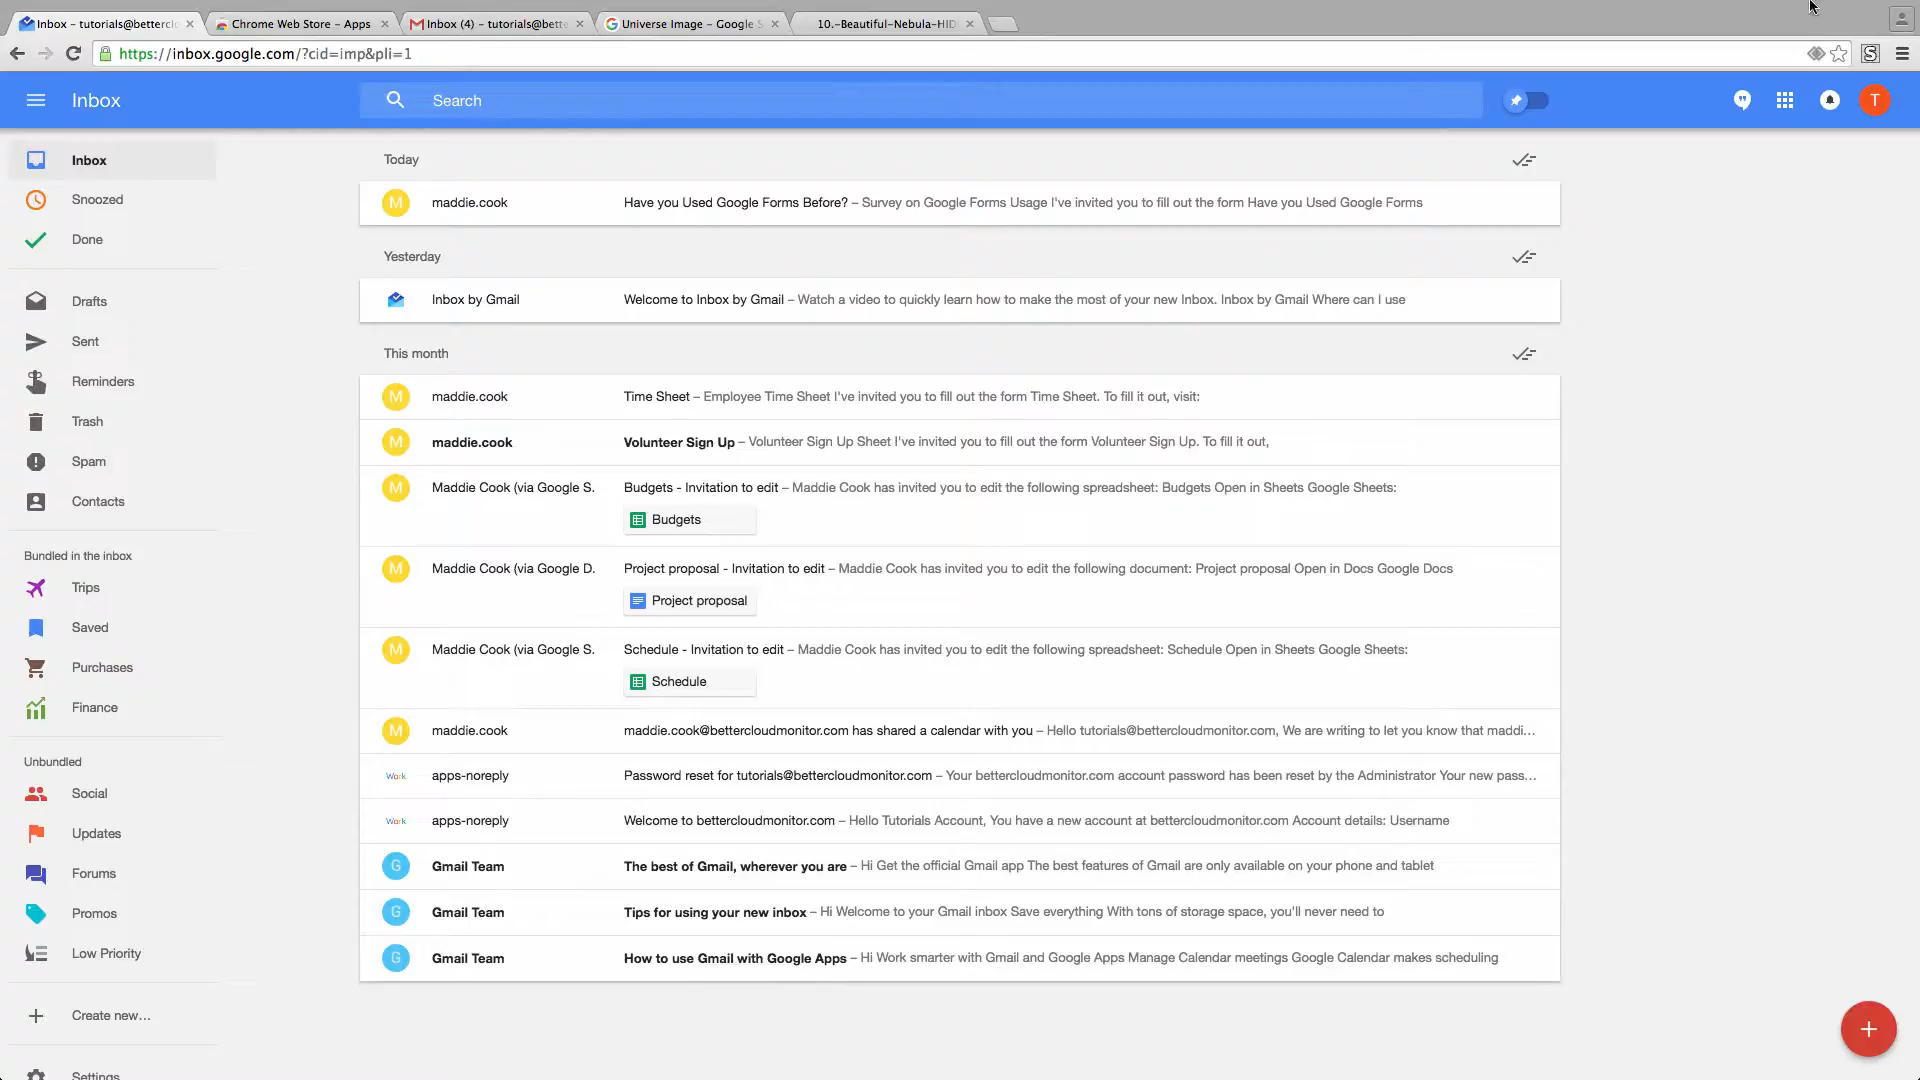 Inbox - tutorials@bettercl
Chrome Web Store - Apps
Inbox (4) - tutorials@bette
Universe Image - Google S
10.-Beautiful-Nebula-HID
https://inbox.google.com/?cid=imp&pli=1
Inbox
Search
T
Inbox
Snoozed
Done
Drafts
Sent
Reminders
Trash
Spam
Contacts
Bundled in the inbox
Trips
Saved
Purchases
Finance
Unbundled
Social
Updates
Forums
Promos
Low Priority
Create new...
Settings
Today
M maddie.cook Have you Used Google Forms Before? – Survey on Google Forms Usage I've invited you to fill out the form Have you Used Google Forms
Yesterday
Inbox by Gmail Welcome to Inbox by Gmail – Watch a video to quickly learn how to make the most of your new Inbox. Inbox by Gmail Where can I use
This month
M maddie.cook Time Sheet – Employee Time Sheet I've invited you to fill out the form Time Sheet. To fill it out, visit:
M maddie.cook Volunteer Sign Up – Volunteer Sign Up Sheet I've invited you to fill out the form Volunteer Sign Up. To fill it out,
M Maddie Cook (via Google S. Budgets - Invitation to edit – Maddie Cook has invited you to edit the following spreadsheet: Budgets Open in Sheets Google Sheets:
Budgets
M Maddie Cook (via Google D. Project proposal - Invitation to edit – Maddie Cook has invited you to edit the following document: Project proposal Open in Docs Google Docs
Project proposal
M Maddie Cook (via Google S. Schedule - Invitation to edit – Maddie Cook has invited you to edit the following spreadsheet: Schedule Open in Sheets Google Sheets:
Schedule
M maddie.cook maddie.cook@bettercloudmonitor.com has shared a calendar with you – Hello tutorials@bettercloudmonitor.com, We are writing to let you know that maddi...
Work apps-noreply Password reset for tutorials@bettercloudmonitor.com – Your bettercloudmonitor.com account password has been reset by the Administrator Your new pass...
Work apps-noreply Welcome to bettercloudmonitor.com – Hello Tutorials Account, You have a new account at bettercloudmonitor.com Account details: Username
G Gmail Team The best of Gmail, wherever you are – Hi Get the official Gmail app The best features of Gmail are only available on your phone and tablet
G Gmail Team Tips for using your new inbox – Hi Welcome to your Gmail inbox Save everything With tons of storage space, you'll never need to
G Gmail Team How to use Gmail with Google Apps – Hi Work smarter with Gmail and Google Apps Manage Calendar meetings Google Calendar makes scheduling